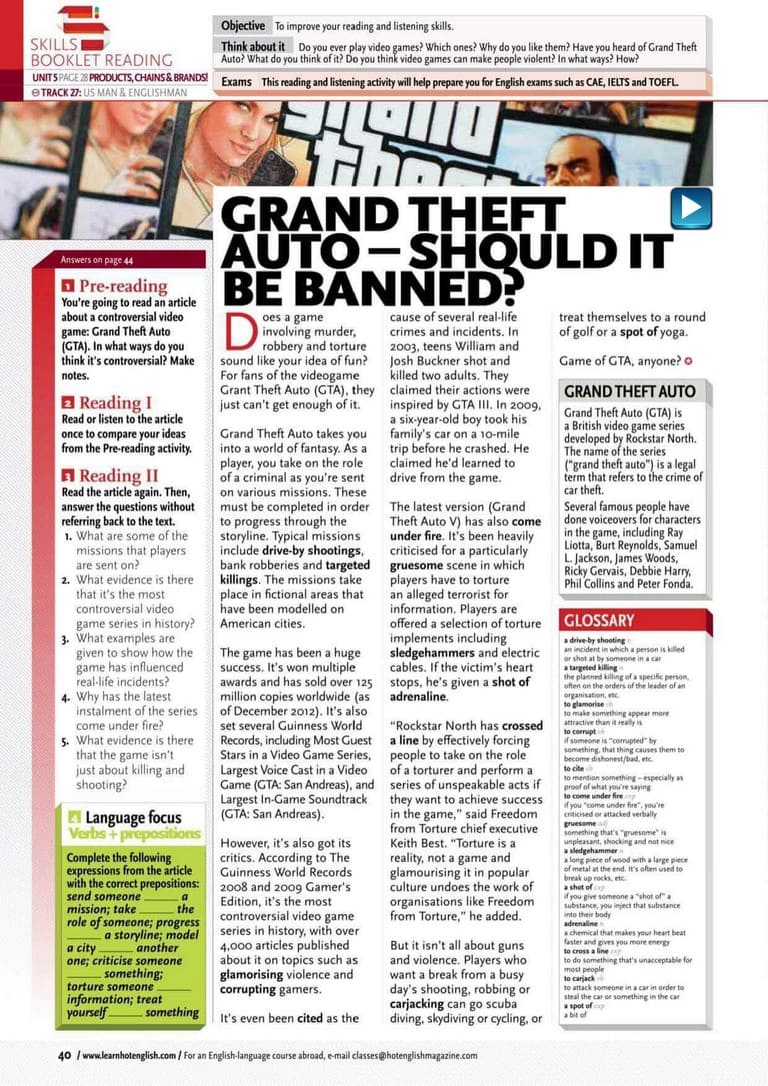 SKILLS
BOOKLET READING
UNIT 5 PAGE 28 PRODUCTS, CHAINS & BRANDS!
TRACK 27: US MAN & ENGLISHMAN
Objective To improve your reading and listening skills.
Think about it Do you ever play video games? Which ones? Why do you like them? Have you heard of Grand Theft
Auto? What do you think of it? Do you think video games can make people violent? In what ways? How?
Exams This reading and listening activity will help prepare you for English exams such as CAE, IELTS and TOEFL.
GRAND THEFT
AUTO – SHOULD IT
BE BANNED?
Answers on page 44
1 Pre-reading
You're going to read an article
about a controversial video
game: Grand Theft Auto
(GTA). In what ways do you
think it's controversial? Make
notes.
2 Reading I
Read or listen to the article
once to compare your ideas
from the Pre-reading activity.
3 Reading II
Read the article again. Then,
answer the questions without
referring back to the text.
1. What are some of the
missions that players
are sent on?
2. What evidence is there
that it's the most
controversial video
game series in history?
3. What examples are
given to show how the
game has influenced
real-life incidents?
4. Why has the latest
instalment of the series
come under fire?
5. What evidence is there
that the game isn't
just about killing and
shooting?
4 Language focus
Verbs + prepositions
Complete the following
expressions from the article
with the correct prepositions:
send someone ______ a
mission; take ______ the
role of someone; progress
______ a storyline; model
a city ______ another
one; criticise someone
______ something;
torture someone ______
information; treat
yourself ______ something
Does a game
involving murder,
robbery and torture
sound like your idea of fun?
For fans of the videogame
Grant Theft Auto (GTA), they
just can't get enough of it.
Grand Theft Auto takes you
into a world of fantasy. As a
player, you take on the role
of a criminal as you're sent
on various missions. These
must be completed in order
to progress through the
storyline. Typical missions
include drive-by shootings,
bank robberies and targeted
killings. The missions take
place in fictional areas that
have been modelled on
American cities.
The game has been a huge
success. It's won multiple
awards and has sold over 125
million copies worldwide (as
of December 2012). It's also
set several Guinness World
Records, including Most Guest
Stars in a Video Game Series,
Largest Voice Cast in a Video
Game (GTA: San Andreas), and
Largest In-Game Soundtrack
(GTA: San Andreas).
However, it's also got its
critics. According to The
Guinness World Records
2008 and 2009 Gamer's
Edition, it's the most
controversial video game
series in history, with over
4,000 articles published
about it on topics such as
glamorising violence and
corrupting gamers.
It's even been cited as the
cause of several real-life
crimes and incidents. In
2003, teens William and
Josh Buckner shot and
killed two adults. They
claimed their actions were
inspired by GTA III. In 2009,
a six-year-old boy took his
family's car on a 10-mile
trip before he crashed. He
claimed he'd learned to
drive from the game.
The latest version (Grand
Theft Auto V) has also come
under fire. It's been heavily
criticised for a particularly
gruesome scene in which
players have to torture
an alleged terrorist for
information. Players are
offered a selection of torture
implements including
sledgehammers and electric
cables. If the victim's heart
stops, he's given a shot of
adrenaline.
"Rockstar North has crossed
a line by effectively forcing
people to take on the role
of a torturer and perform a
series of unspeakable acts if
they want to achieve success
in the game," said Freedom
from Torture chief executive
Keith Best. "Torture is a
reality, not a game and
glamourising it in popular
culture undoes the work of
organisations like Freedom
from Torture," he added.
But it isn't all about guns
and violence. Players who
want a break from a busy
day's shooting, robbing or
carjacking can go scuba
diving, skydiving or cycling, or
treat themselves to a round
of golf or a spot of yoga.
Game of GTA, anyone?
GRAND THEFT AUTO
Grand Theft Auto (GTA) is
a British video game series
developed by Rockstar North.
The name of the series
("grand theft auto") is a legal
term that refers to the crime of
car theft.
Several famous people have
done voiceovers for characters
in the game, including Ray
Liotta, Burt Reynolds, Samuel
L. Jackson, James Woods,
Ricky Gervais, Debbie Harry,
Phil Collins and Peter Fonda.
GLOSSARY
a drive-by shooting n
an incident in which a person is killed
or shot at by someone in a car
a targeted killing n
the planned killing of a specific person,
often on the orders of the leader of an
organisation, etc.
to glamorise vb
to make something appear more
attractive than it really is
to corrupt vb
if someone is "corrupted" by
something, that thing causes them to
become dishonest/bad, etc.
to cite vb
to mention something – especially as
proof of what you're saying
to come under fire exp
if you "come under fire", you're
criticised or attacked verbally
gruesome adj
something that's "gruesome" is
unpleasant, shocking and not nice
a sledgehammer n
a long piece of wood with a large piece
of metal at the end. It's often used to
break up rocks, etc.
a shot of exp
if you give someone a "shot of" a
substance, you inject that substance
into their body
adrenaline n
a chemical that makes your heart beat
faster and gives you more energy
to cross a line exp
to do something that's unacceptable for
most people
to carjack vb
to attack someone in a car in order to
steal the car or something in the car
a spot of exp
a bit of
40 / www.learnhotenglish.com / For an English-language course abroad, e-mail classes@hotenglishmagazine.com